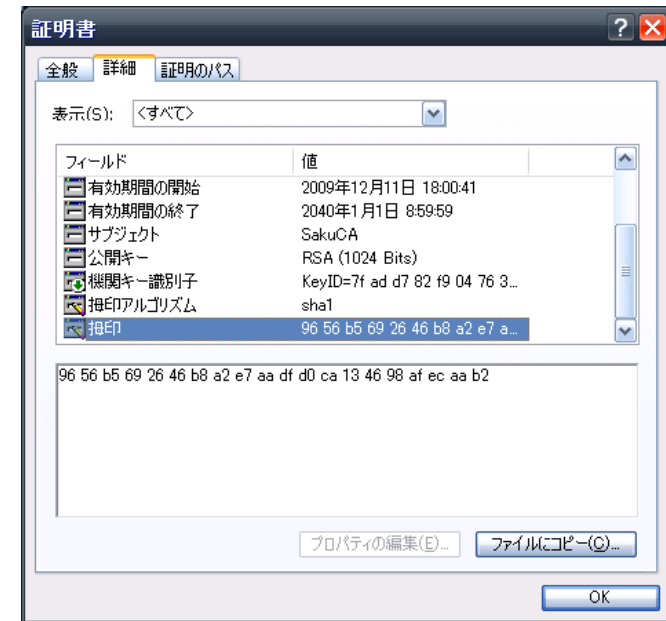 証明書
全般 詳細 証明のパス
表示(S): <すべて>
フィールド 値
有効期間の開始 2009年12月11日 18:00:41
有効期間の終了 2040年1月1日 8:59:59
サブジェクト SakuCA
公開キー RSA (1024 Bits)
機関キー識別子 KeyID=7f ad d7 82 f9 04 76 3...
拇印アルゴリズム sha1
拇印 96 56 b5 69 26 46 b8 a2 e7 a...
96 56 b5 69 26 46 b8 a2 e7 aa df d0 ca 13 46 98 af ec aa b2
プロパティの編集(E)... ファイルにコピー(C)...
OK